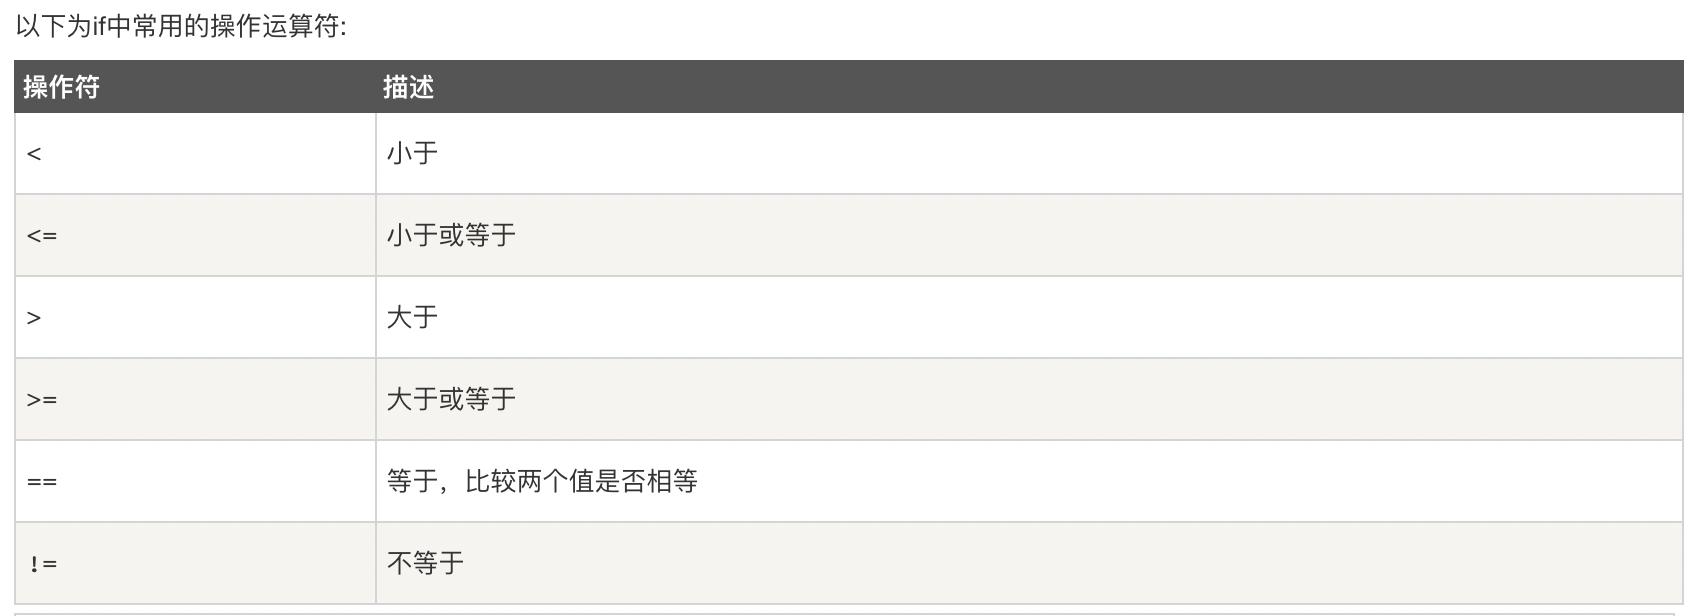 以下为if中常用的操作运算符:
操作符 描述
< 小于
<= 小于或等于
> 大于
>= 大于或等于
== 等于，比较两个值是否相等
!= 不等于